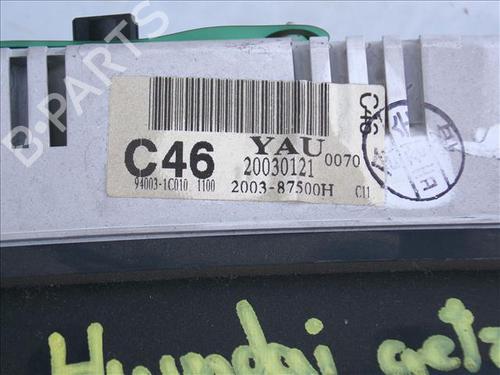 B-PARTS
C46
YAU
0070
C46
20030121
94003-1C010 1100
2003-87500H
C11
Hyundai getz